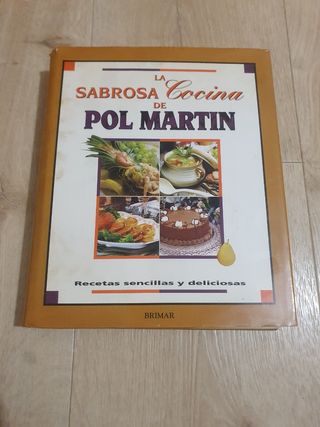 LA
SABROSA Cocina
DE
POL MARTIN
Recetas sencillas y deliciosas
BRIMAR